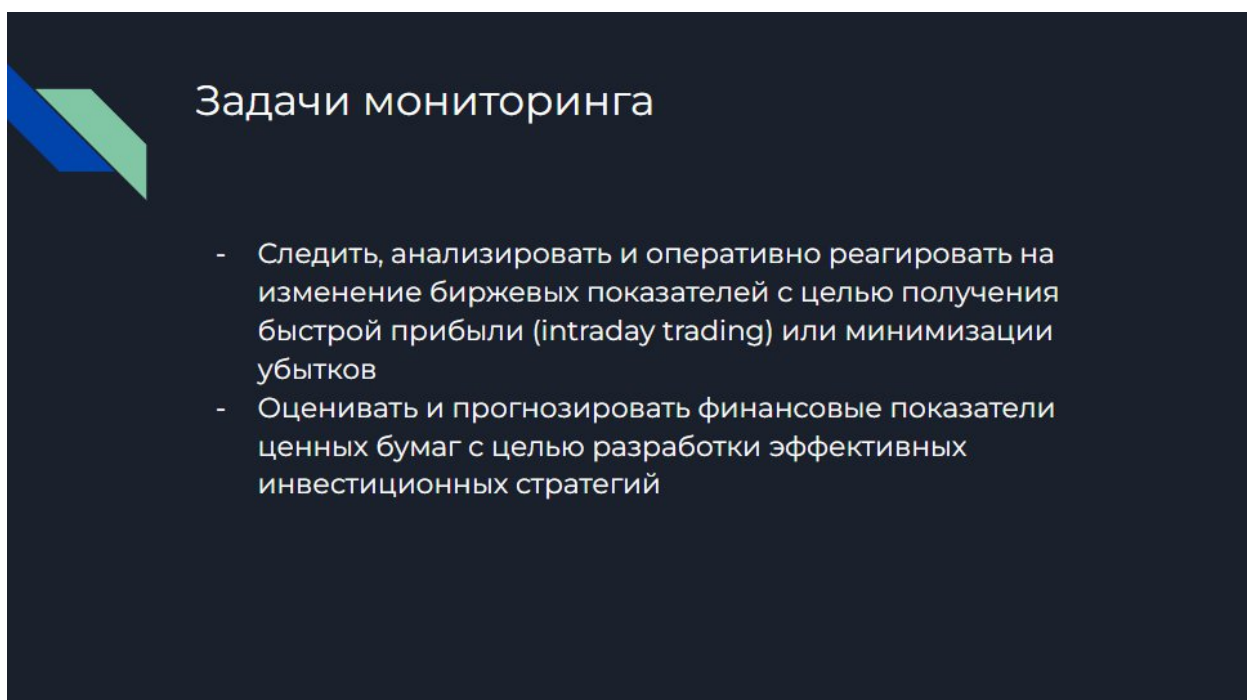 Задачи мониторинга
- Следить, анализировать и оперативно реагировать на
изменение биржевых показателей с целью получения
быстрой прибыли (intraday trading) или минимизации
убытков
- Оценивать и прогнозировать финансовые показатели
ценных бумаг с целью разработки эффективных
инвестиционных стратегий